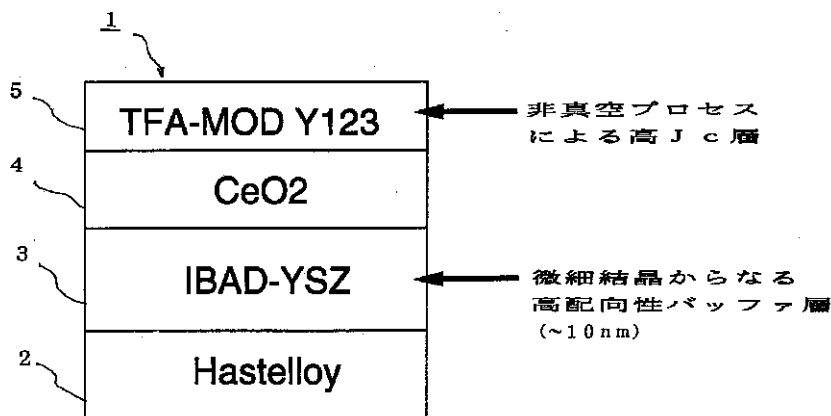 1
5
TFA-MOD Y123
非真空プロセス
による高Jc層
4
CeO2
3
IBAD-YSZ
微細結晶からなる
高配向性バッファ層
(~10nm)
2
Hastelloy